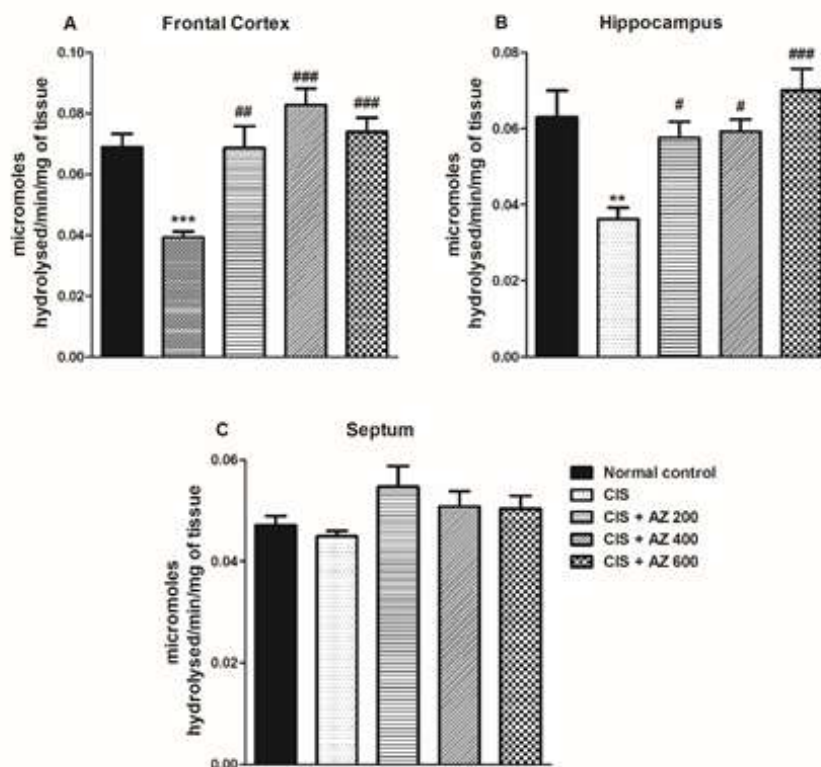 A
Frontal Cortex
micromoles
hydrolysed/min/mg of tissue
0.10
0.08
0.06
0.04
0.02
0.00
***
##
###
###
B
Hippocampus
micromoles
hydrolysed/min/mg of tissue
0.08
0.06
0.04
0.02
0.00
**
#
#
###
C
Septum
micromoles
hydrolysed/min/mg of tissue
0.06
0.04
0.02
0.00
Normal control
CIS
CIS + AZ 200
CIS + AZ 400
CIS + AZ 600